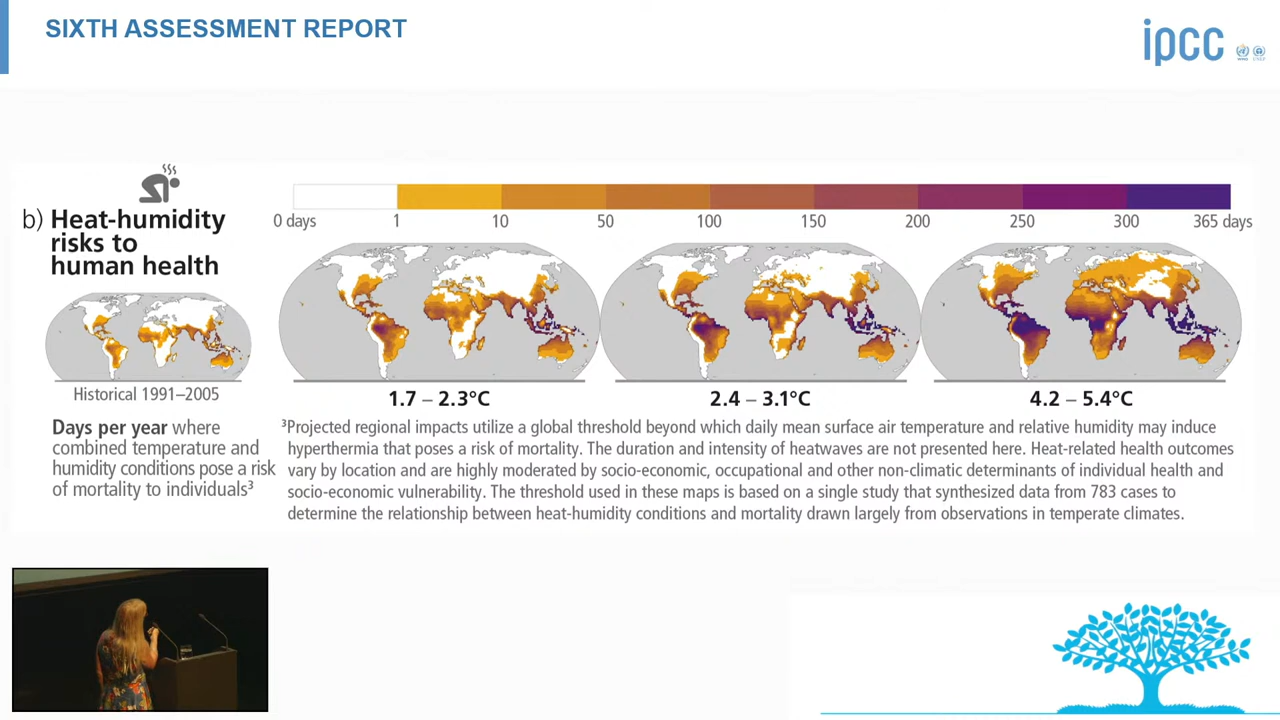 SIXTH ASSESSMENT REPORT
ipcc
b) Heat-humidity
risks to
human health
0 days 1 10 50 100 150 200 250 300 365 days
Historical 1991–2005
1.7 – 2.3°C 2.4 – 3.1°C 4.2 – 5.4°C
Days per year where
combined temperature and
humidity conditions pose a risk
of mortality to individuals³
³Projected regional impacts utilize a global threshold beyond which daily mean surface air temperature and relative humidity may induce
hyperthermia that poses a risk of mortality. The duration and intensity of heatwaves are not presented here. Heat-related health outcomes
vary by location and are highly moderated by socio-economic, occupational and other non-climatic determinants of individual health and
socio-economic vulnerability. The threshold used in these maps is based on a single study that synthesized data from 783 cases to
determine the relationship between heat-humidity conditions and mortality drawn largely from observations in temperate climates.